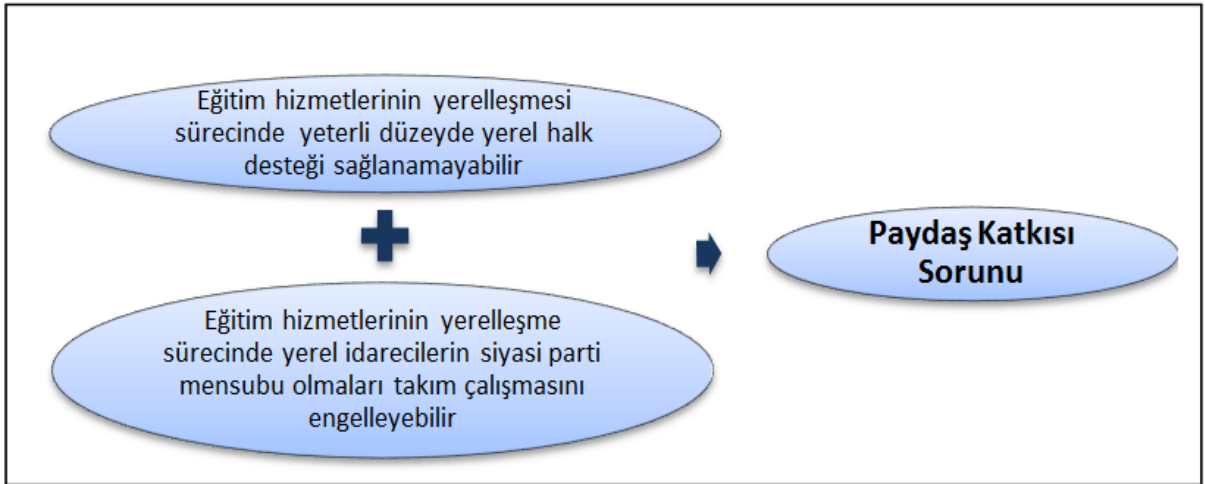 Eğitim hizmetlerinin yerelleşmesi
sürecinde yeterli düzeyde yerel halk
desteği sağlanamayabilir
Eğitim hizmetlerinin yerelleşme
sürecinde yerel idarecilerin siyasi parti
mensubu olmaları takım çalışmasını
engelleyebilir
Paydaş Katkısı
Sorunu